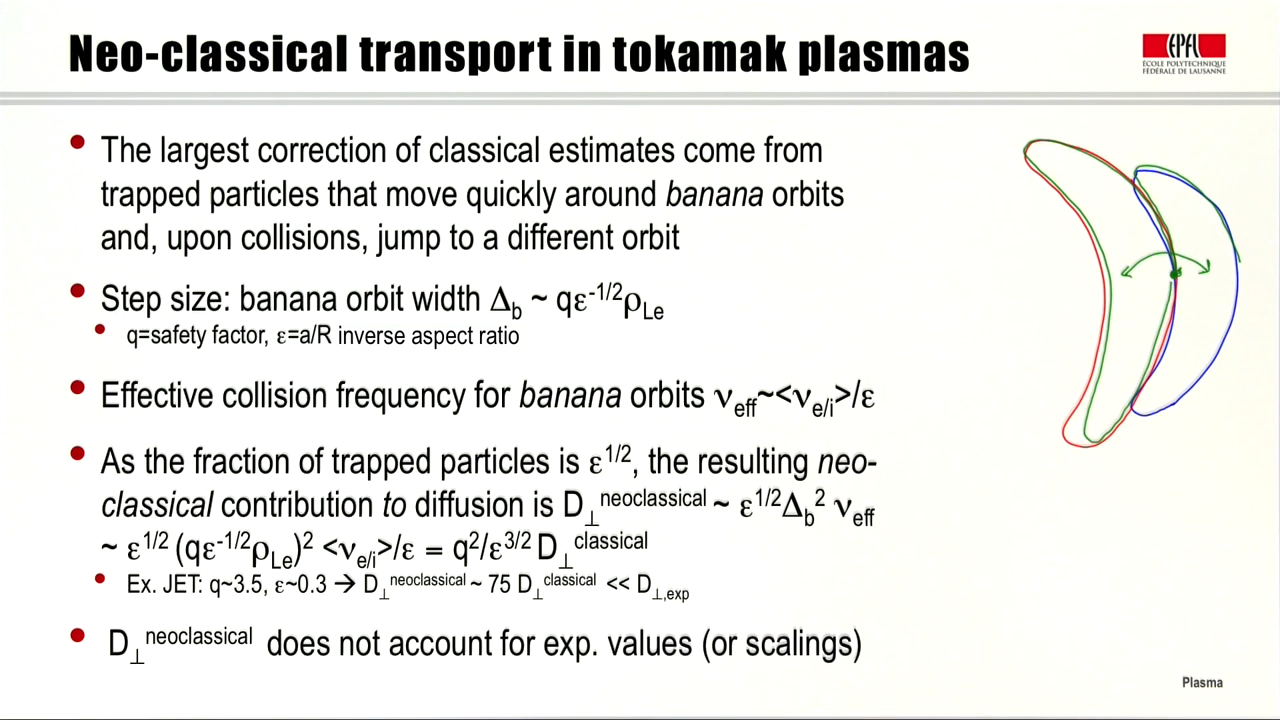 Neo-classical transport in tokamak plasmas
EPFL
ÉCOLE POLYTECHNIQUE
FÉDÉRALE DE LAUSANNE
• The largest correction of classical estimates come from
trapped particles that move quickly around banana orbits
and, upon collisions, jump to a different orbit
• Step size: banana orbit width Δb ~ qε-1/2ρLe
• q=safety factor, ε=a/R inverse aspect ratio
• Effective collision frequency for banana orbits νeff~<νe/i>/ε
• As the fraction of trapped particles is ε1/2, the resulting neo-
classical contribution to diffusion is D⊥neoclassical ~ ε1/2Δb2 νeff
~ ε1/2 (qε-1/2ρLe)2 <νe/i>/ε = q2/ε3/2 D⊥classical
• Ex. JET: q~3.5, ε~0.3 → D⊥neoclassical ~ 75 D⊥classical << D⊥,exp
• D⊥neoclassical does not account for exp. values (or scalings)
Plasma